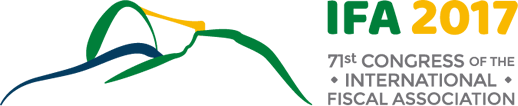 IFA 2017
71st CONGRESS OF THE
• INTERNATIONAL •
FISCAL ASSOCIATION